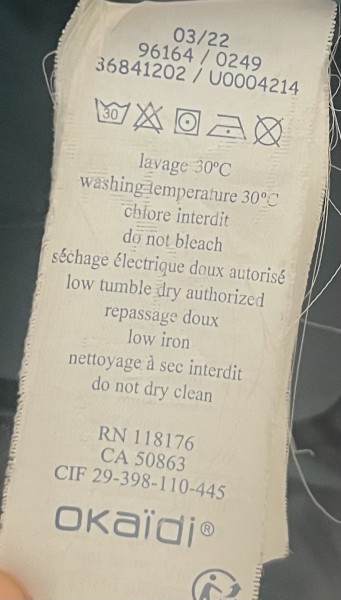 03/22
96164 / 0249
36841202 / U0004214
30
lavage 30ºC
washing temperature 30ºC
chlore interdit
do not bleach
séchage électrique doux autorisé
low tumble dry authorized
repassage doux
low iron
nettoyage à sec interdit
do not dry clean
RN 118176
CA 50863
CIF 29-398-110-445
okaïdi®